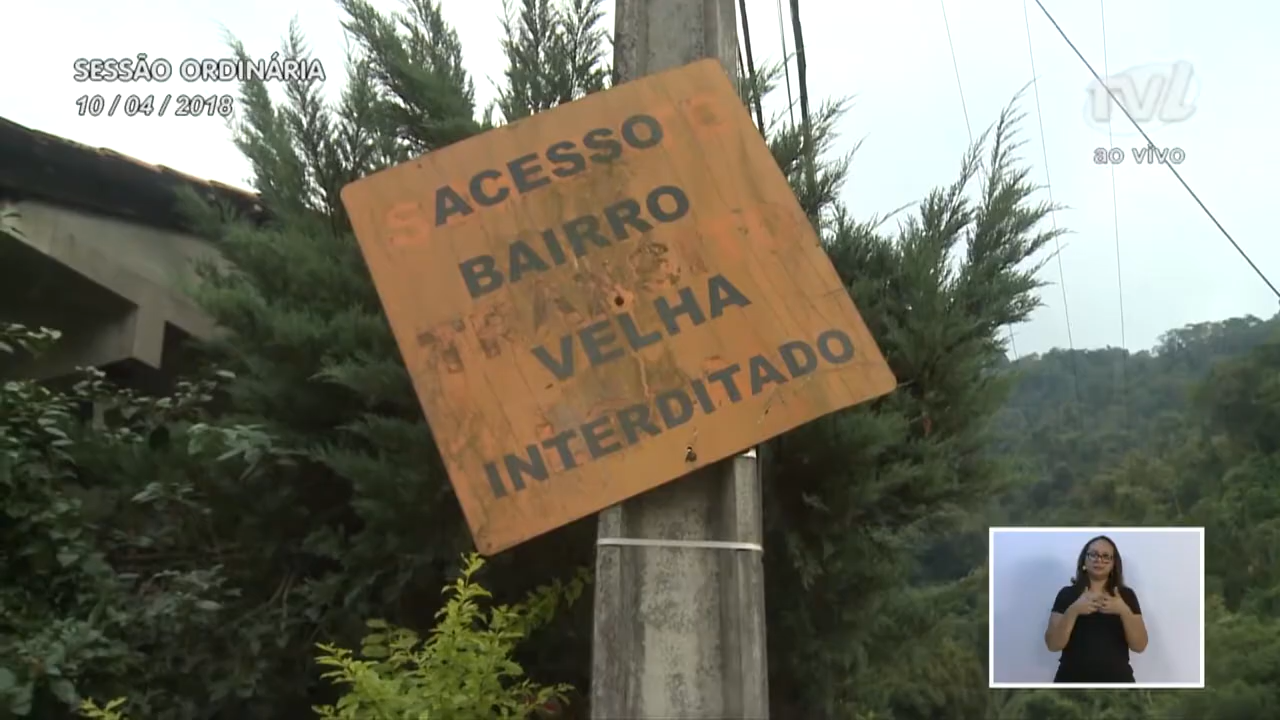 SESSÃO ORDINÁRIA
10 / 04 / 2018
TVL
ao vivo
ACESSO
BAIRRO
VELHA
INTERDITADO